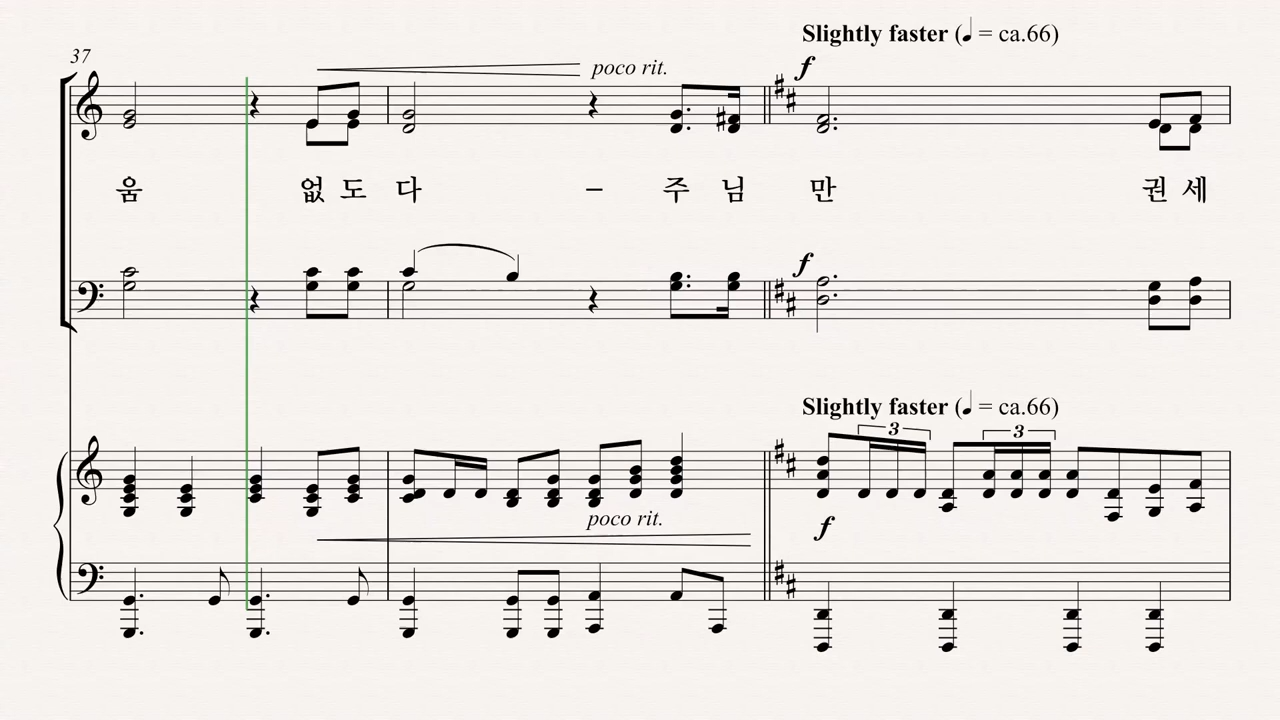 Slightly faster (♩ = ca.66)
37
poco rit.
f
움 없 도 다 – 주 님 만 권 세
f
Slightly faster (♩ = ca.66)
3 3
poco rit.
f